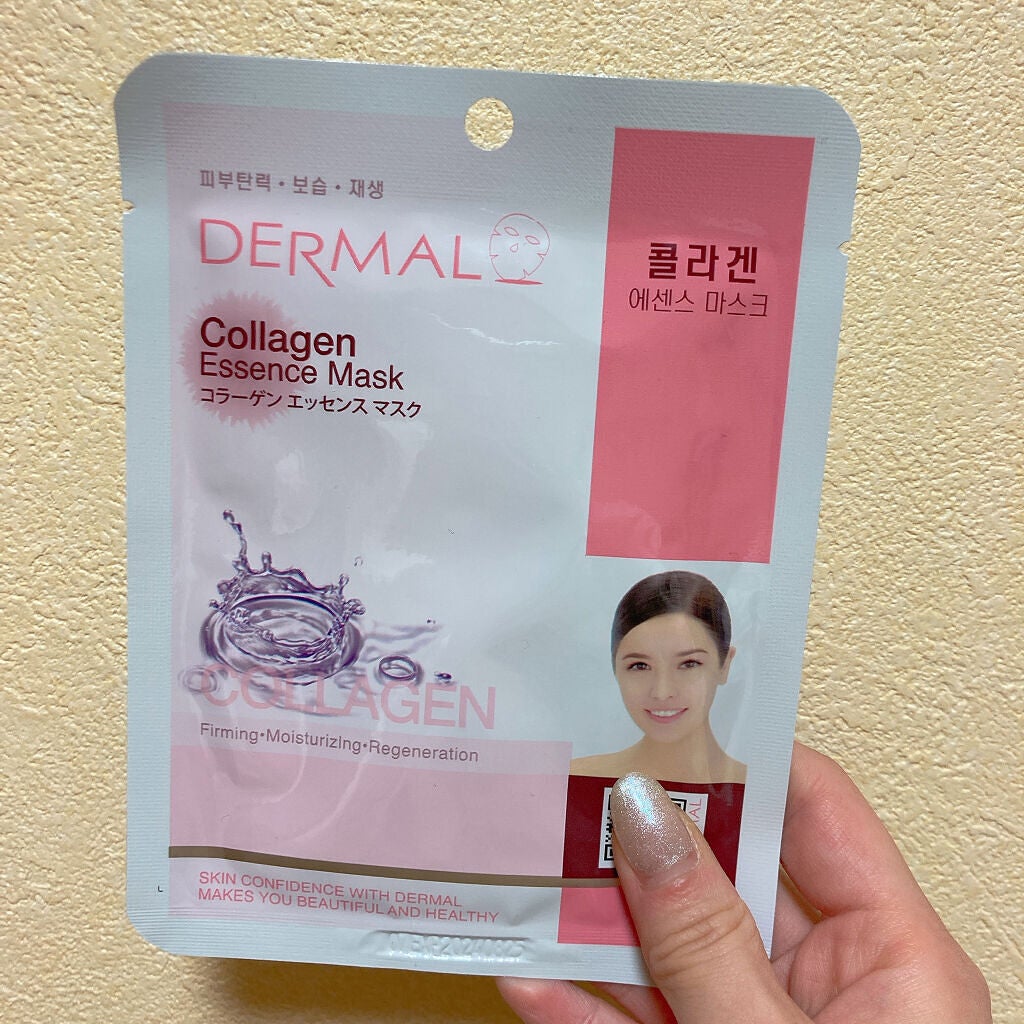 피부탄력 · 보습 · 재생
DERMAL
콜라겐
에센스 마스크
Collagen
Essence Mask
コラーゲン エッセンス マスク
COLLAGEN
Firming·Moisturizing·Regeneration
SKIN CONFIDENCE WITH DERMAL
MAKES YOU BEAUTIFUL AND HEALTHY